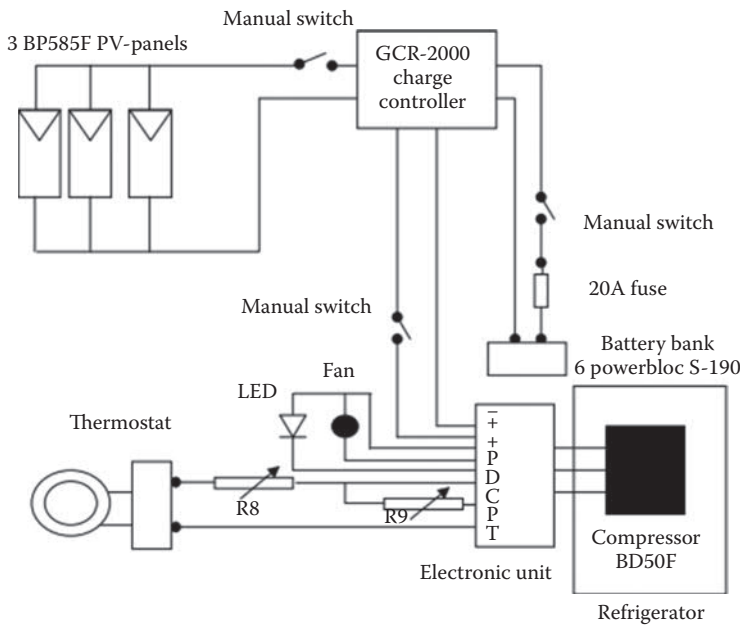 Manual switch
3 BP585F PV-panels
GCR-2000
charge
controller
Manual switch
20A fuse
Manual switch
Battery bank
6 powerbloc S-190
Fan
LED
Thermostat
–
+
+
P
D
C
P
T
R8
R9
Compressor
BD50F
Electronic unit
Refrigerator